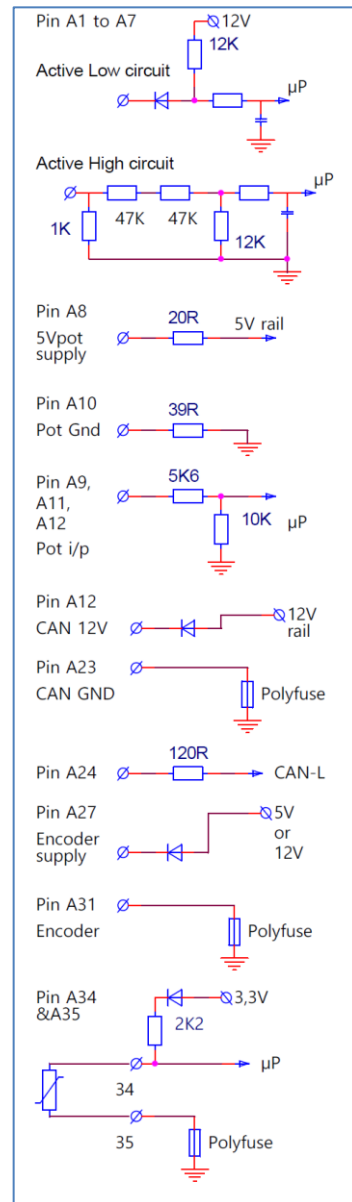 Pin A1 to A7
12V
12K
Active Low circuit
µP
Active High circuit
µP
1K
47K
47K
12K
Pin A8
5Vpot
supply
20R
5V rail
Pin A10
Pot Gnd
39R
Pin A9,
A11,
A12
Pot i/p
5K6
10K
µP
Pin A12
CAN 12V
12V
rail
Pin A23
CAN GND
Polyfuse
120R
Pin A24
CAN-L
Pin A27
Encoder
supply
5V
or
12V
Pin A31
Encoder
Polyfuse
Pin A34
&A35
3,3V
2K2
µP
34
35
Polyfuse